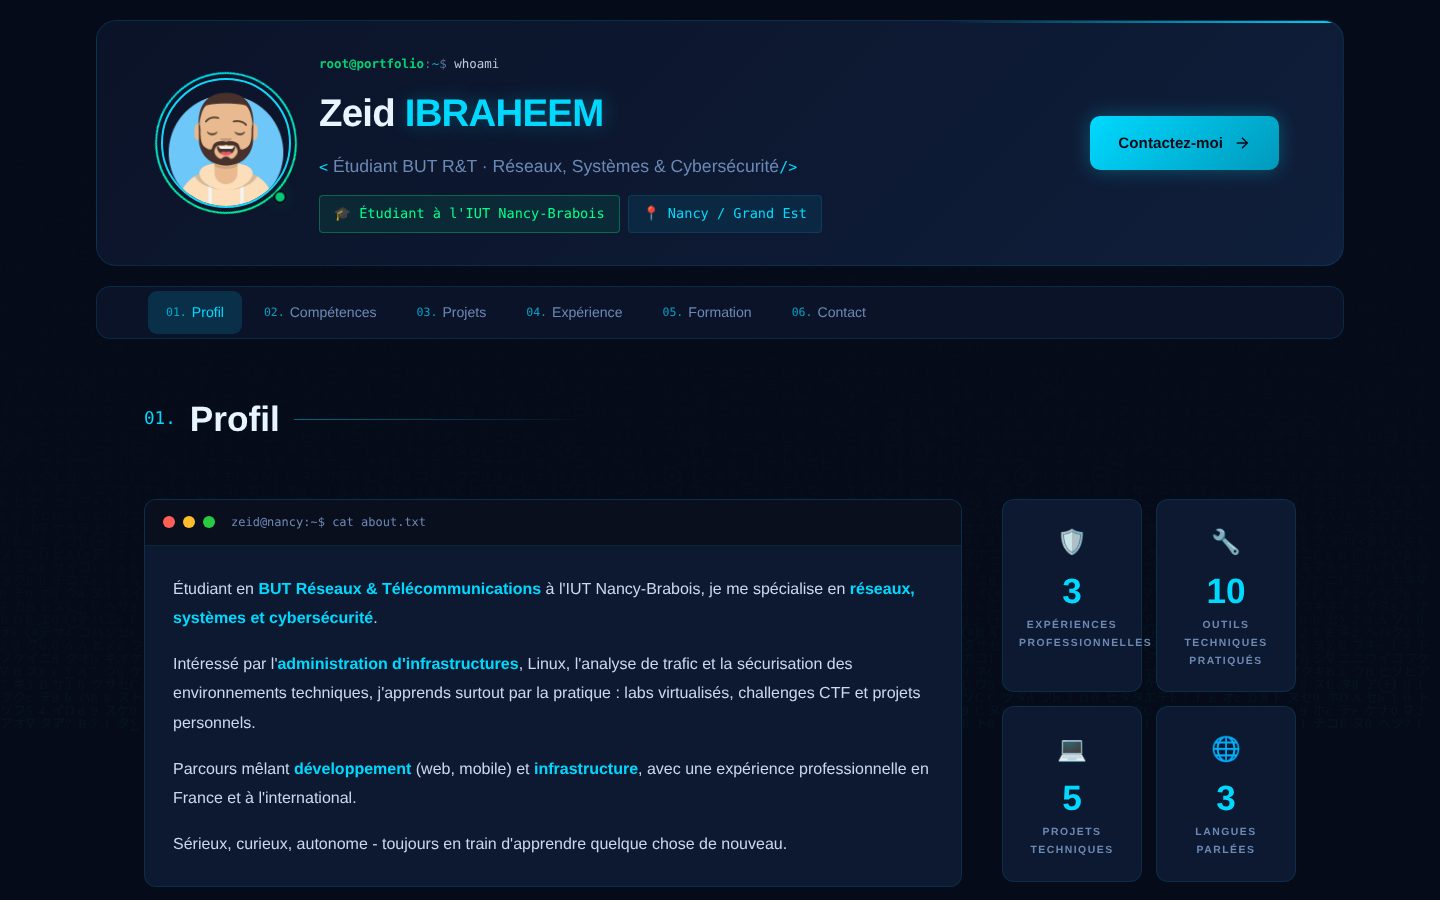 root@portfolio:~$ whoami
Zeid IBRAHEEM
< Étudiant BUT R&T · Réseaux, Systèmes & Cybersécurité/>
🎓 Étudiant à l'IUT Nancy-Brabois
📍 Nancy / Grand Est
Contactez-moi →
01. Profil
02. Compétences
03. Projets
04. Expérience
05. Formation
06. Contact
01. Profil
zeid@nancy:~$ cat about.txt
Étudiant en BUT Réseaux & Télécommunications à l'IUT Nancy-Brabois, je me spécialise en réseaux,
systèmes et cybersécurité.
Intéressé par l'administration d'infrastructures, Linux, l'analyse de trafic et la sécurisation des
environnements techniques, j'apprends surtout par la pratique : labs virtualisés, challenges CTF et projets
personnels.
Parcours mêlant développement (web, mobile) et infrastructure, avec une expérience professionnelle en
France et à l'international.
Sérieux, curieux, autonome - toujours en train d'apprendre quelque chose de nouveau.
3
EXPÉRIENCES
PROFESSIONNELLES
10
OUTILS
TECHNIQUES
PRATIQUÉS
5
PROJETS
TECHNIQUES
3
LANGUES
PARLÉES